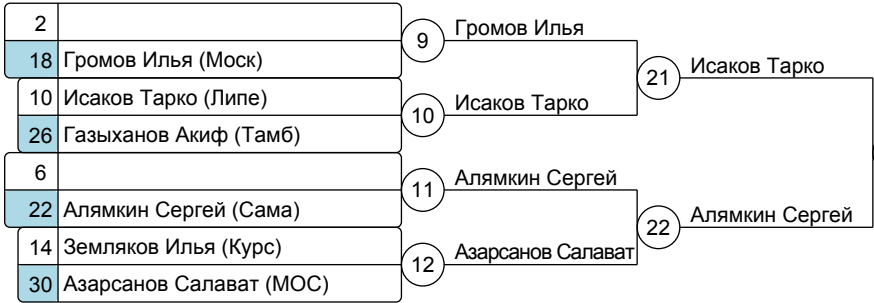 2
18 Громов Илья (Моск)
9
Громов Илья
10 Исаков Тарко (Липе)
26 Газыханов Акиф (Тамб)
10
Исаков Тарко
21
Исаков Тарко
6
22 Алямкин Сергей (Сама)
11
Алямкин Сергей
14 Земляков Илья (Курс)
30 Азарсанов Салават (МОС)
12
Азарсанов Салават
22
Алямкин Сергей